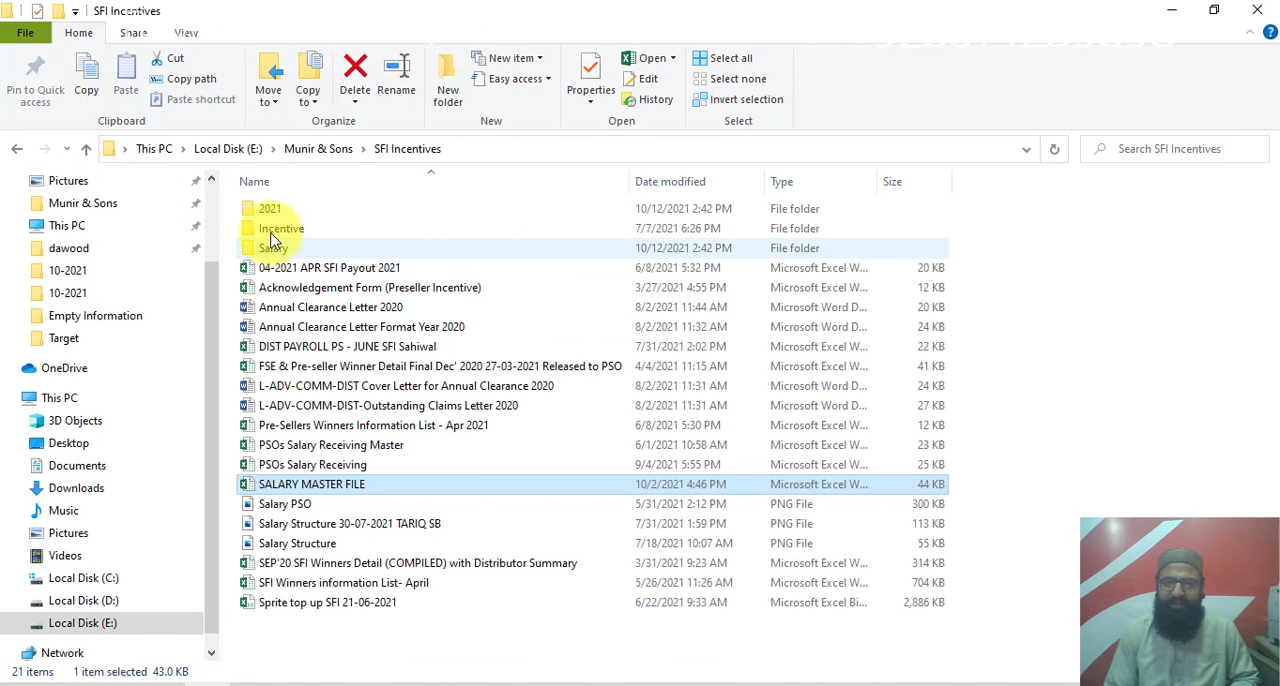 SFI Incentives
File
Home
Share
View
Pin to Quick access
Copy
Paste
Cut
Copy path
Paste shortcut
Clipboard
Move to
Copy to
Delete
Rename
Organize
New folder
New item
Easy access
New
Properties
Open
Edit
History
Open
Select all
Select none
Invert selection
Select
This PC > Local Disk (E:) > Munir & Sons > SFI Incentives
Search SFI Incentives
Pictures
Munir & Sons
This PC
dawood
10-2021
10-2021
Empty Information
Target
OneDrive
This PC
3D Objects
Desktop
Documents
Downloads
Music
Pictures
Videos
Local Disk (C:)
Local Disk (D:)
Local Disk (E:)
Network
Name Date modified Type Size
2021 10/12/2021 2:42 PM File folder
Incentive 7/7/2021 6:26 PM File folder
Salary 10/12/2021 2:42 PM File folder
04-2021 APR SFI Payout 2021 6/8/2021 5:32 PM Microsoft Excel W... 20 KB
Acknowledgement Form (Preseller Incentive) 3/27/2021 4:55 PM Microsoft Excel W... 12 KB
Annual Clearance Letter 2020 8/2/2021 11:44 AM Microsoft Word D... 24 KB
Annual Clearance Letter Format Year 2020 8/2/2021 11:32 AM Microsoft Word D... 24 KB
DIST PAYROLL PS - JUNE SFI Sahiwal 7/31/2021 2:02 PM Microsoft Excel W... 22 KB
FSE & Pre-seller Winner Detail Final Dec' 2020 27-03-2021 Released to PSO 4/4/2021 11:15 AM Microsoft Excel W... 41 KB
L-ADV-COMM-DIST Cover Letter for Annual Clearance 2020 8/2/2021 11:31 AM Microsoft Word D... 24 KB
L-ADV-COMM-DIST-Outstanding Claims Letter 2020 8/2/2021 11:31 AM Microsoft Word D... 27 KB
Pre-Sellers Winners Information List - Apr 2021 6/8/2021 5:30 PM Microsoft Excel W... 12 KB
PSOs Salary Receiving Master 6/1/2021 10:58 AM Microsoft Excel W... 23 KB
PSOs Salary Receiving 9/4/2021 5:55 PM Microsoft Excel W... 25 KB
SALARY MASTER FILE 10/2/2021 4:46 PM Microsoft Excel W... 44 KB
Salary PSO 5/31/2021 2:12 PM PNG File 300 KB
Salary Structure 30-07-2021 TARIQ SB 7/31/2021 1:59 PM PNG File 113 KB
Salary Structure 7/18/2021 10:07 AM PNG File 55 KB
SEP'20 SFI Winners Detail (COMPILED) with Distributor Summary 3/31/2021 9:23 AM Microsoft Excel W... 314 KB
SFI Winners information List- April 5/26/2021 11:26 AM Microsoft Excel W... 704 KB
Sprite top up SFI 21-06-2021 6/22/2021 9:33 AM Microsoft Excel Bi... 2,886 KB
21 items 1 item selected 43.0 KB